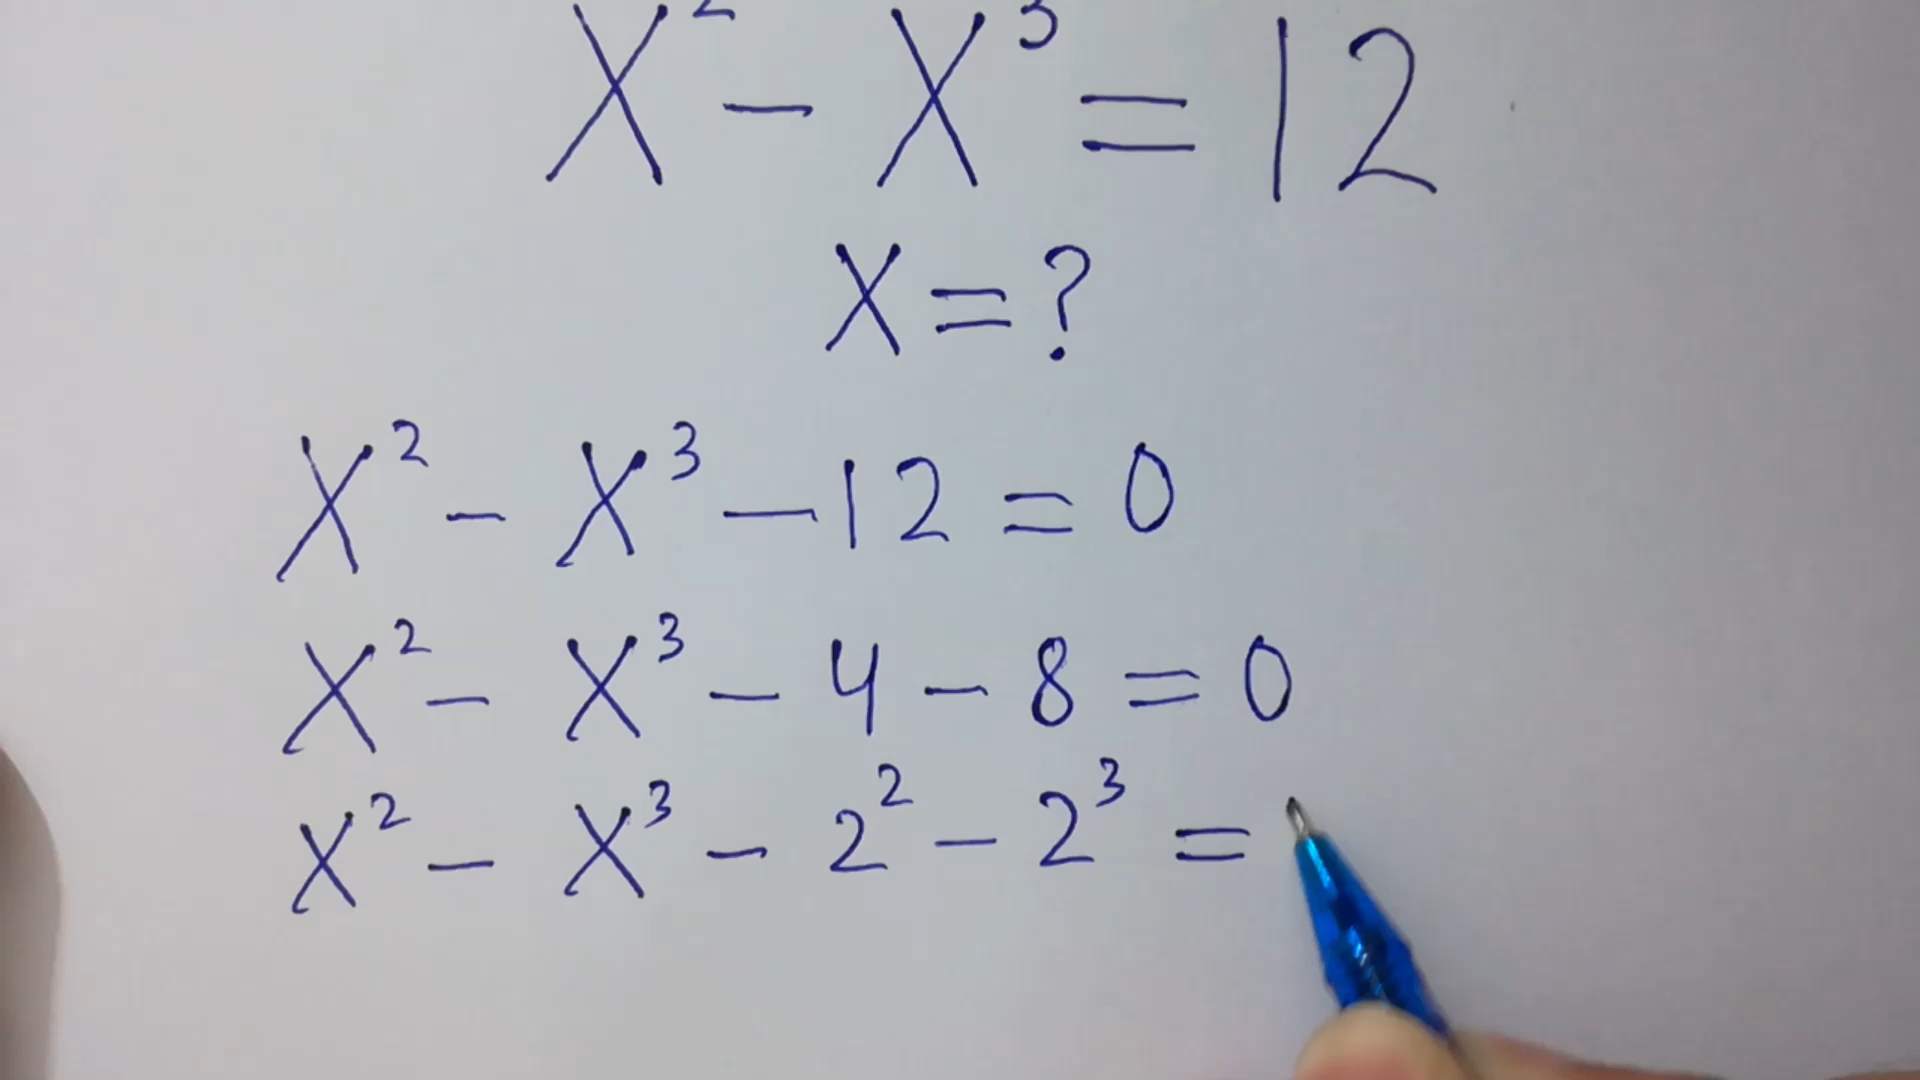 X² - X³ = 12
X = ?
X² - X³ - 12 = 0
X² - X³ - 4 - 8 = 0
X² - X³ - 2² - 2³ =